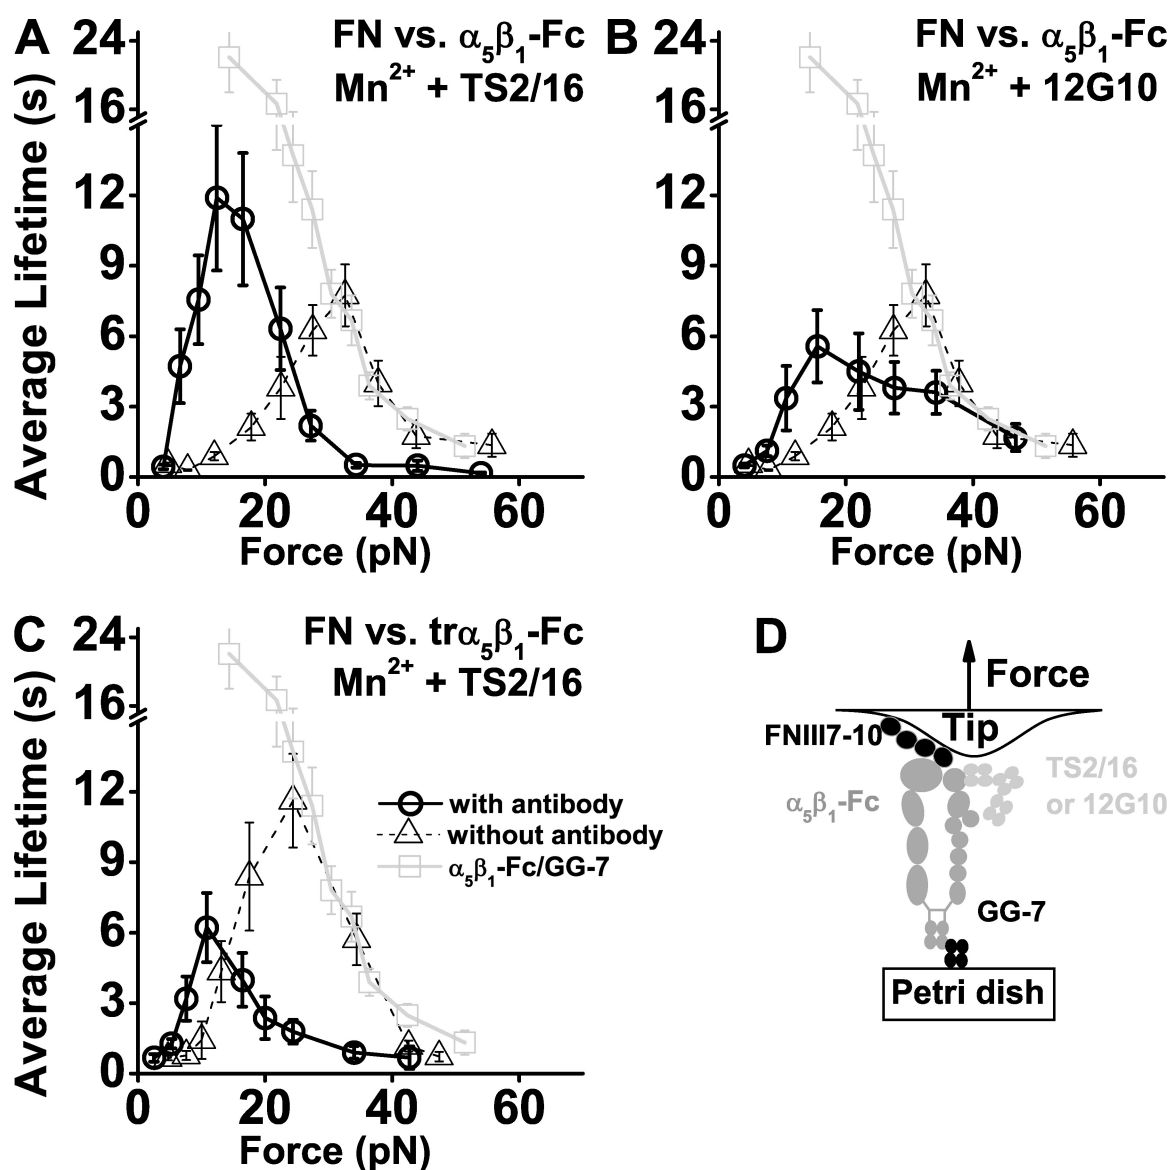 A
FN vs. α5β1-Fc
Mn2+ + TS2/16
Average Lifetime (s)
24
16
12
9
6
3
0
0 20 40 60
Force (pN)
B
FN vs. α5β1-Fc
Mn2+ + 12G10
Average Lifetime (s)
24
16
12
9
6
3
0
0 20 40 60
Force (pN)
C
FN vs. trα5β1-Fc
Mn2+ + TS2/16
Average Lifetime (s)
24
16
12
9
6
3
0
0 20 40 60
Force (pN)
with antibody
without antibody
α5β1-Fc/GG-7
D
Force
Tip
FNIII7-10
TS2/16
or 12G10
α5β1-Fc
GG-7
Petri dish